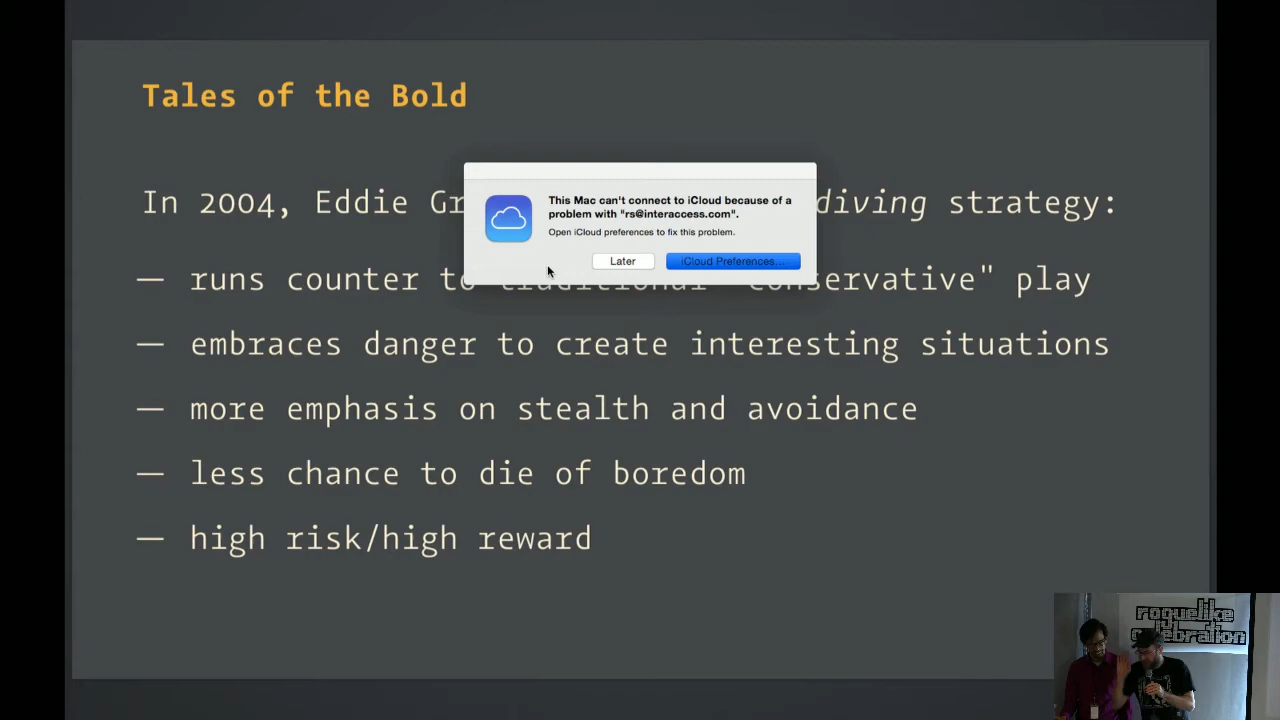 Tales of the Bold
In 2004, Eddie Gr
diving strategy:
This Mac can't connect to iCloud because of a
problem with "rs@interaccess.com".
Open iCloud preferences to fix this problem.
Later
iCloud Preferences...
— runs counter to traditional "conservative" play
— embraces danger to create interesting situations
— more emphasis on stealth and avoidance
— less chance to die of boredom
— high risk/high reward
roguelike
celebration